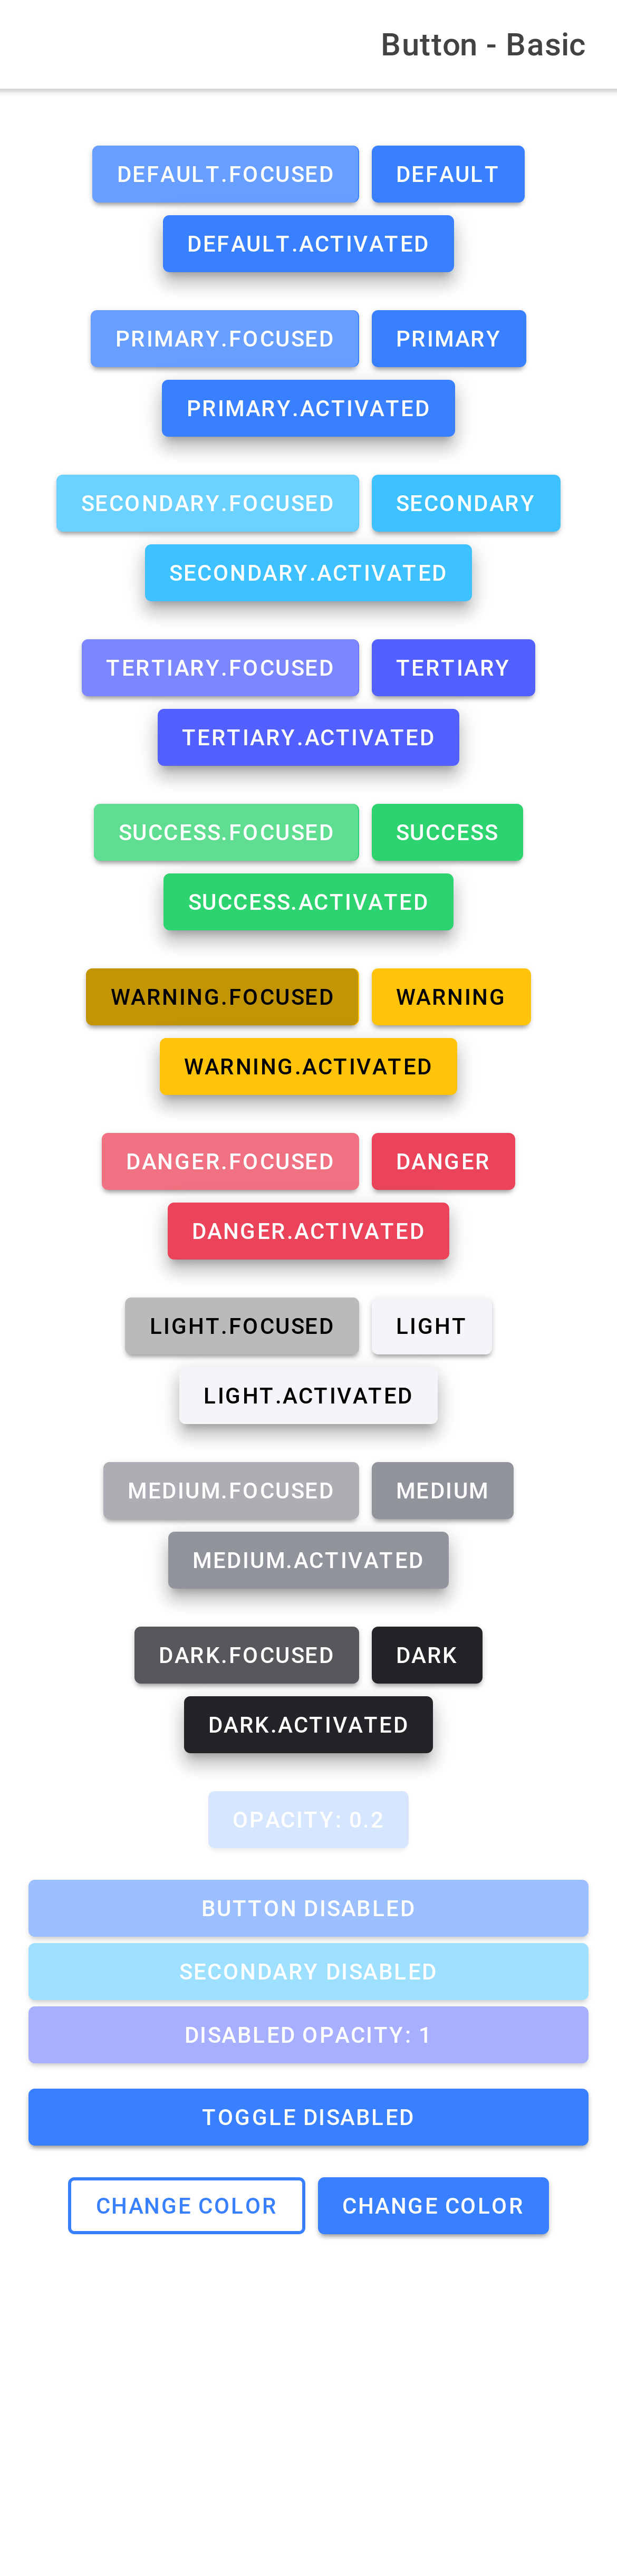 Button - Basic
DEFAULT.FOCUSED DEFAULT
DEFAULT.ACTIVATED
PRIMARY.FOCUSED PRIMARY
PRIMARY.ACTIVATED
SECONDARY.FOCUSED SECONDARY
SECONDARY.ACTIVATED
TERTIARY.FOCUSED TERTIARY
TERTIARY.ACTIVATED
SUCCESS.FOCUSED SUCCESS
SUCCESS.ACTIVATED
WARNING.FOCUSED WARNING
WARNING.ACTIVATED
DANGER.FOCUSED DANGER
DANGER.ACTIVATED
LIGHT.FOCUSED LIGHT
LIGHT.ACTIVATED
MEDIUM.FOCUSED MEDIUM
MEDIUM.ACTIVATED
DARK.FOCUSED DARK
DARK.ACTIVATED
OPACITY: 0.2
BUTTON DISABLED
SECONDARY DISABLED
DISABLED OPACITY: 1
TOGGLE DISABLED
CHANGE COLOR CHANGE COLOR